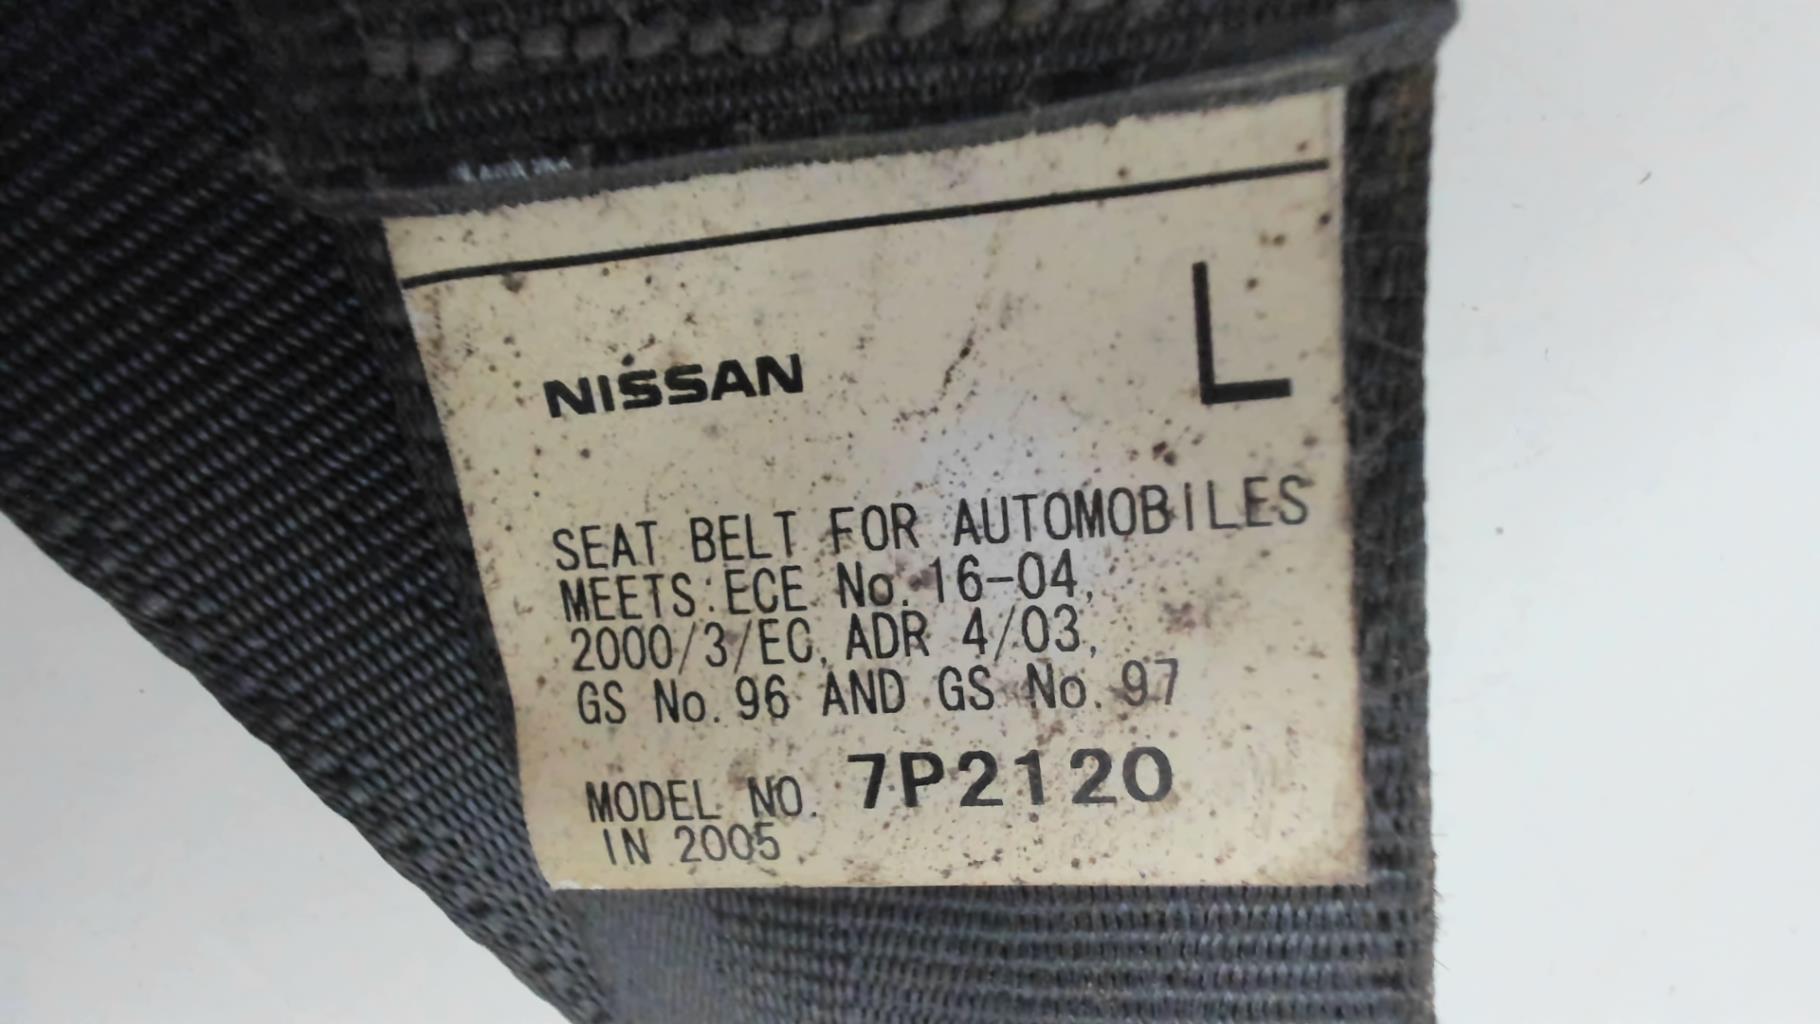 NISSAN L
SEAT BELT FOR AUTOMOBILES
MEETS:ECE No.16-04,
2000/3/EC, ADR 4/03,
GS No.96 AND GS No.97
MODEL NO. 7P2120
IN 2005